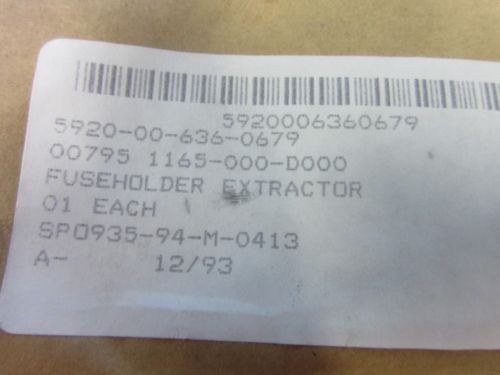 5920006360679
5920-00-636-0679
00795 1165-000-D000
FUSEHOLDER EXTRACTOR
01 EACH
SP0935-94-M-0413
A- 12/93